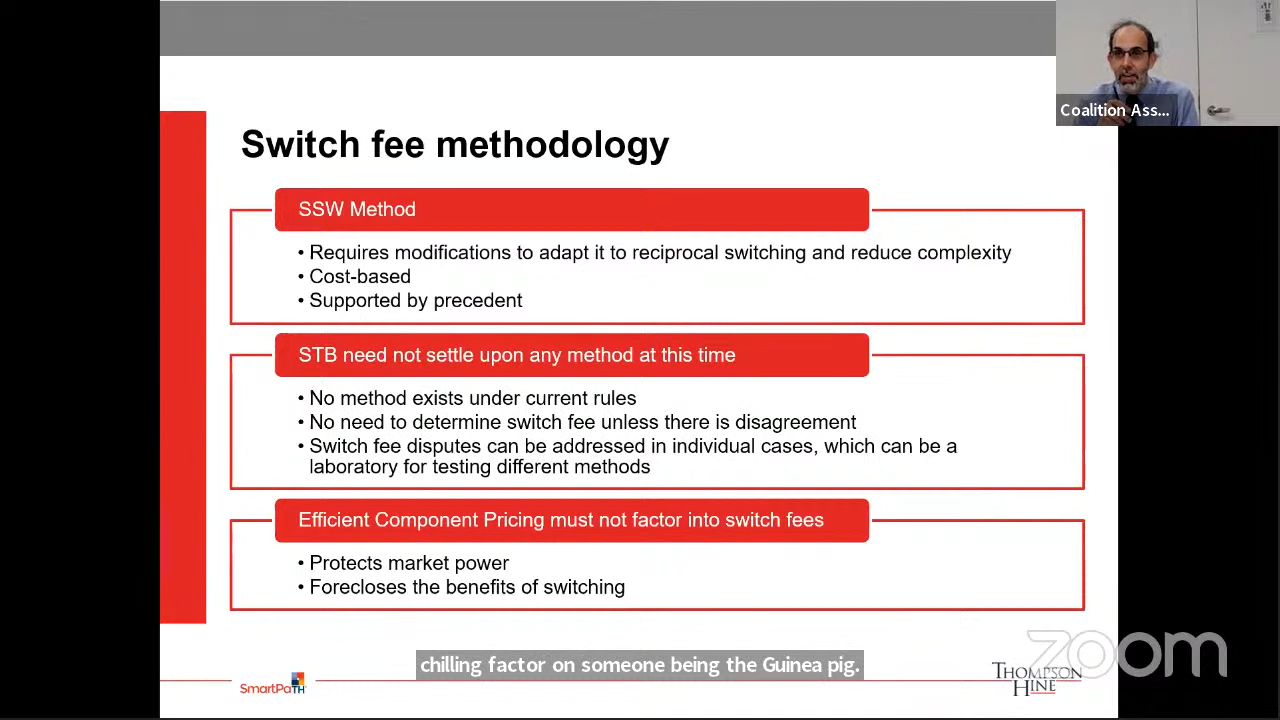 Coalition Ass...
Switch fee methodology
SSW Method
• Requires modifications to adapt it to reciprocal switching and reduce complexity
• Cost-based
• Supported by precedent
STB need not settle upon any method at this time
• No method exists under current rules
• No need to determine switch fee unless there is disagreement
• Switch fee disputes can be addressed in individual cases, which can be a
laboratory for testing different methods
Efficient Component Pricing must not factor into switch fees
• Protects market power
• Forecloses the benefits of switching
chilling factor on someone being the Guinea pig.
zoom
SmartPaTH
THOMPSON
HINE